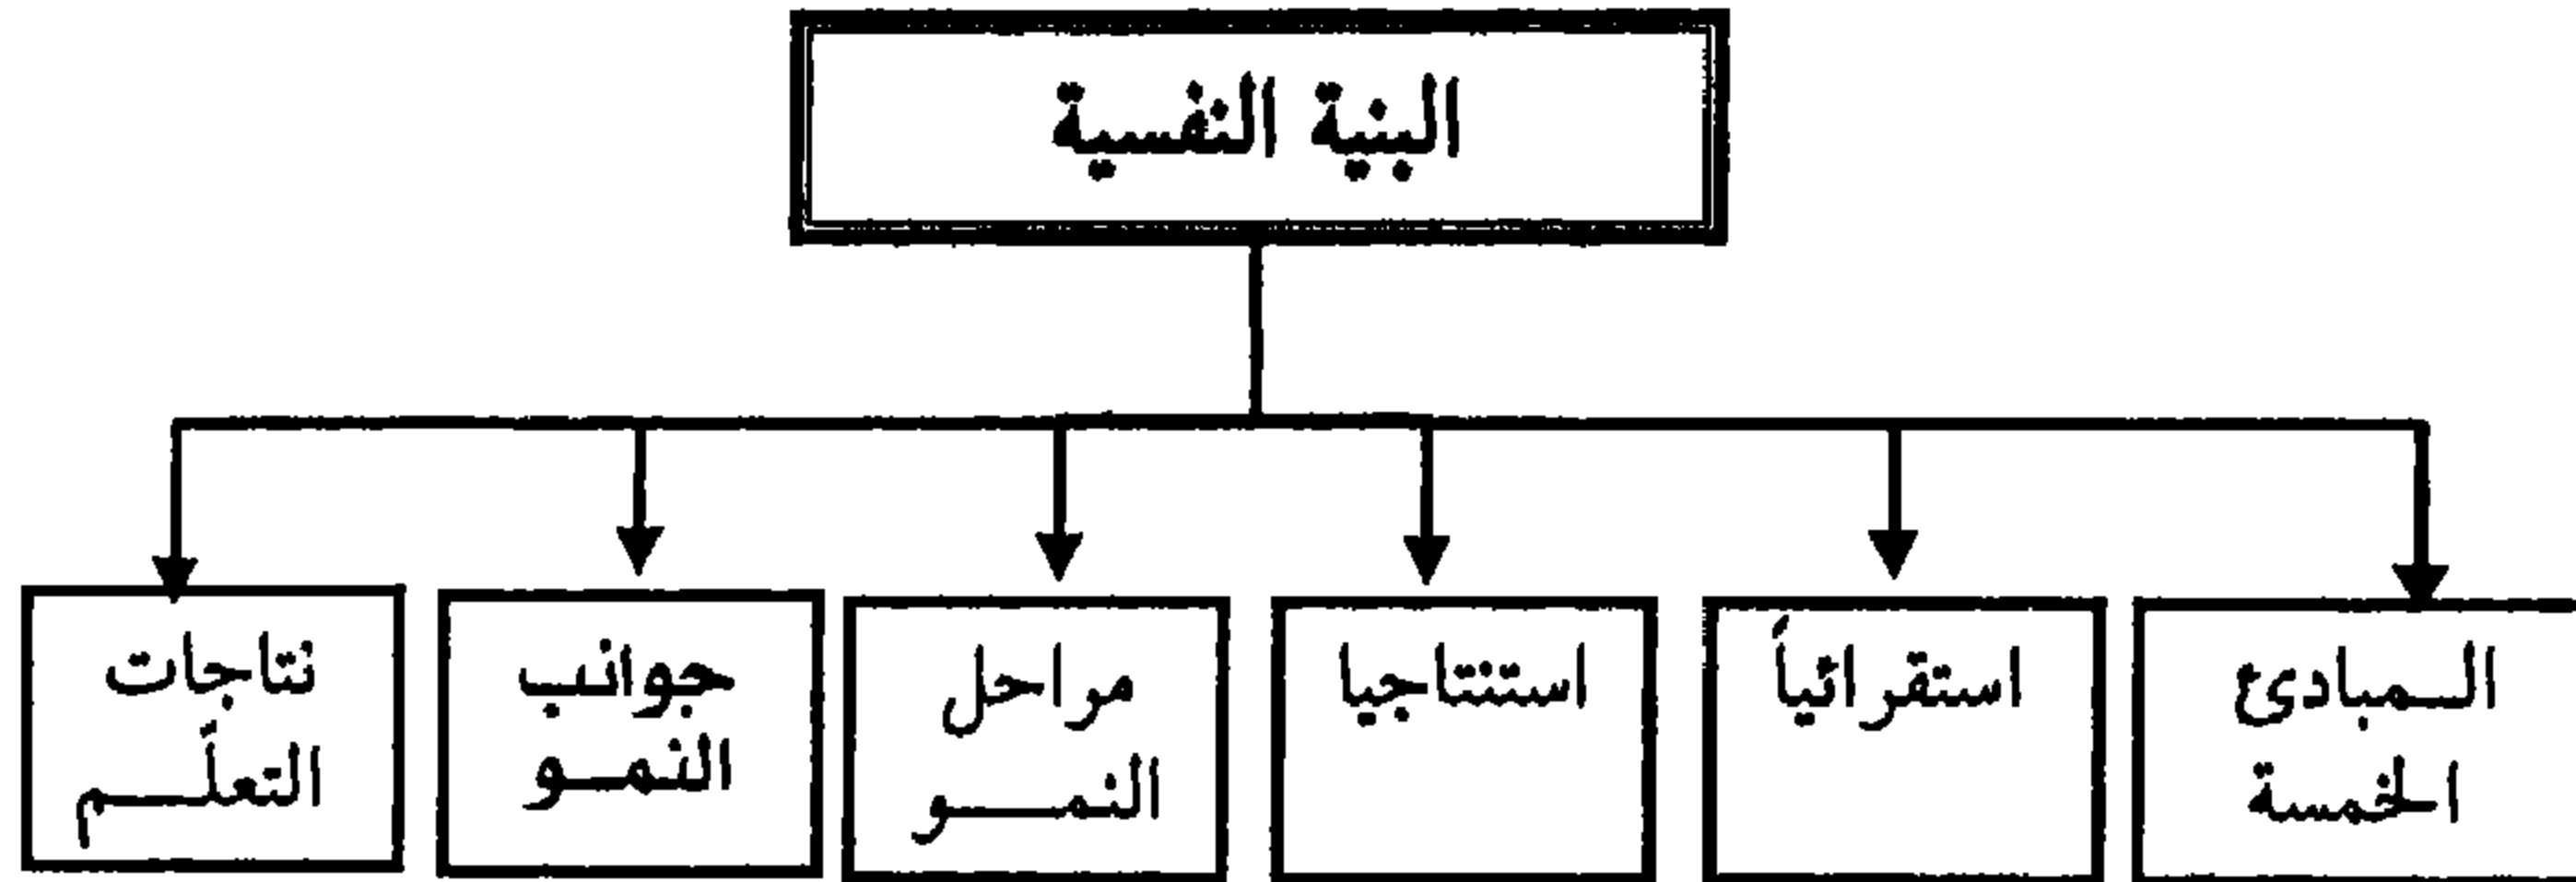 البنية النفسية
المبادئ
الخمسة
استقرائياً
استنتاجيا
مراحل
النمو
جوانب
النمو
نتاجات
التعلّم